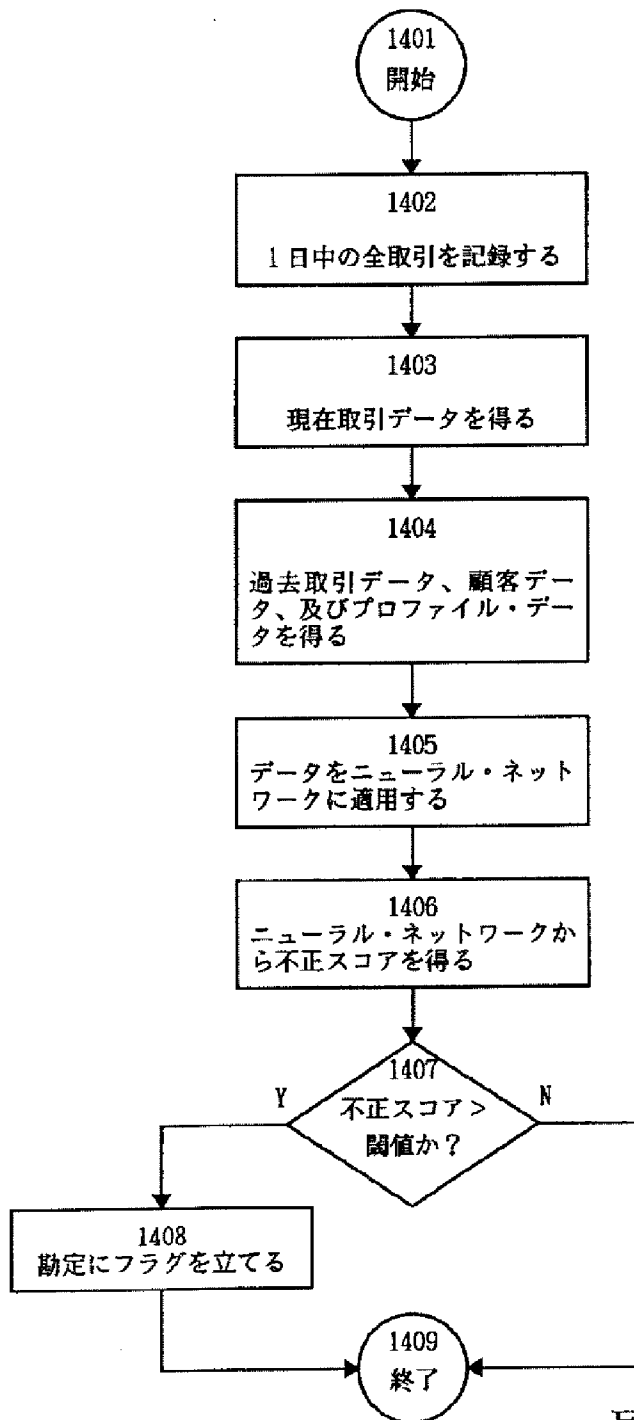 1401
開始
1402
1日中の全取引を記録する
1403
現在取引データを得る
1404
過去取引データ、顧客デー
タ、及びプロファイル・デー
タを得る
1405
データをニューラル・ネット
ワークに適用する
1406
ニューラル・ネットワークか
ら不正スコアを得る
1407
不正スコア>
閾値か?
Y
N
1408
勘定にフラグを立てる
1409
終了